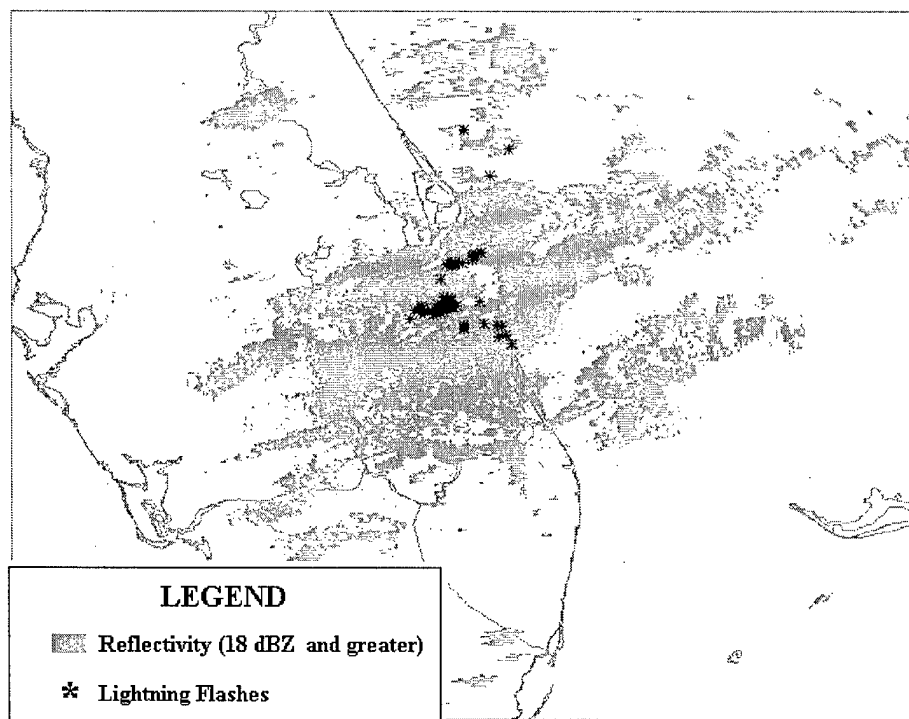 LEGEND
Reflectivity (18 dBZ and greater)
* Lightning Flashes